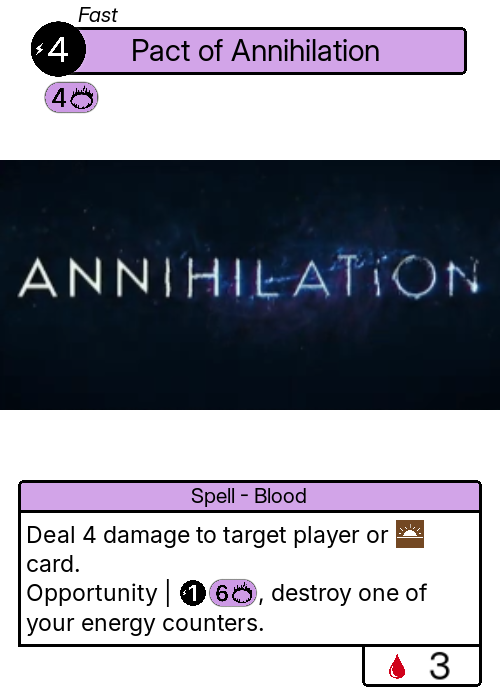 Fast
4 Pact of Annihilation
4
ANNIHILATION
Spell - Blood
Deal 4 damage to target player or
card.
Opportunity | 1 6, destroy one of
your energy counters.
3